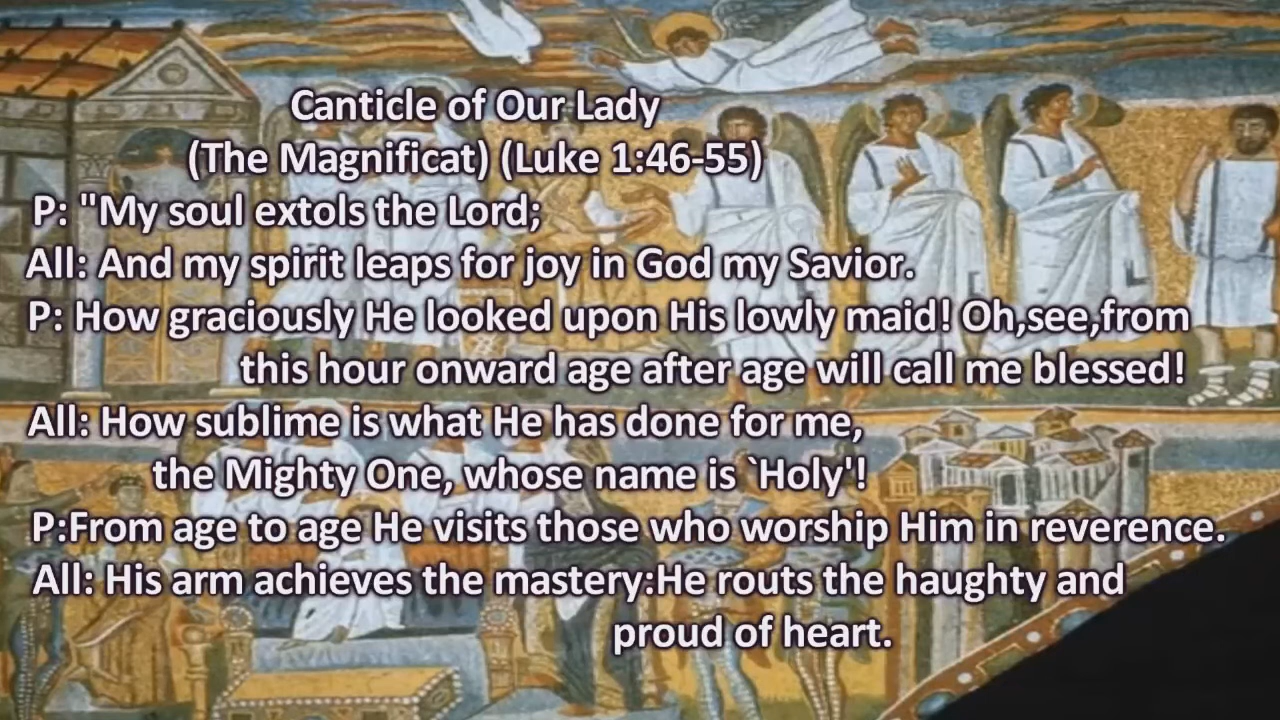 Canticle of Our Lady
(The Magnificat) (Luke 1:46-55)
P: "My soul extols the Lord;
All: And my spirit leaps for joy in God my Savior.
P: How graciously He looked upon His lowly maid! Oh,see,from
this hour onward age after age will call me blessed!
All: How sublime is what He has done for me,
the Mighty One, whose name is `Holy'!
P:From age to age He visits those who worship Him in reverence.
All: His arm achieves the mastery:He routs the haughty and
proud of heart.